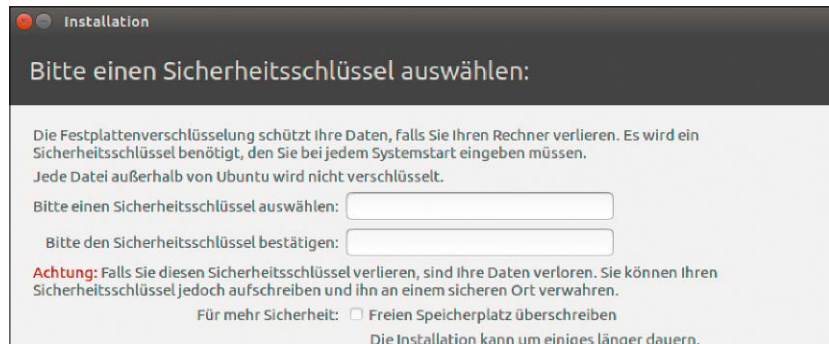 Installation
Bitte einen Sicherheitsschlüssel auswählen:
Die Festplattenverschlüsselung schützt Ihre Daten, falls Sie Ihren Rechner verlieren. Es wird ein
Sicherheitsschlüssel benötigt, den Sie bei jedem Systemstart eingeben müssen.
Jede Datei außerhalb von Ubuntu wird nicht verschlüsselt.
Bitte einen Sicherheitsschlüssel auswählen:
Bitte den Sicherheitsschlüssel bestätigen:
Achtung: Falls Sie diesen Sicherheitsschlüssel verlieren, sind Ihre Daten verloren. Sie können Ihren
Sicherheitsschlüssel jedoch aufschreiben und ihn an einem sicheren Ort verwahren.
Für mehr Sicherheit: Freien Speicherplatz überschreiben
Die Installation kann um einiges länger dauern.